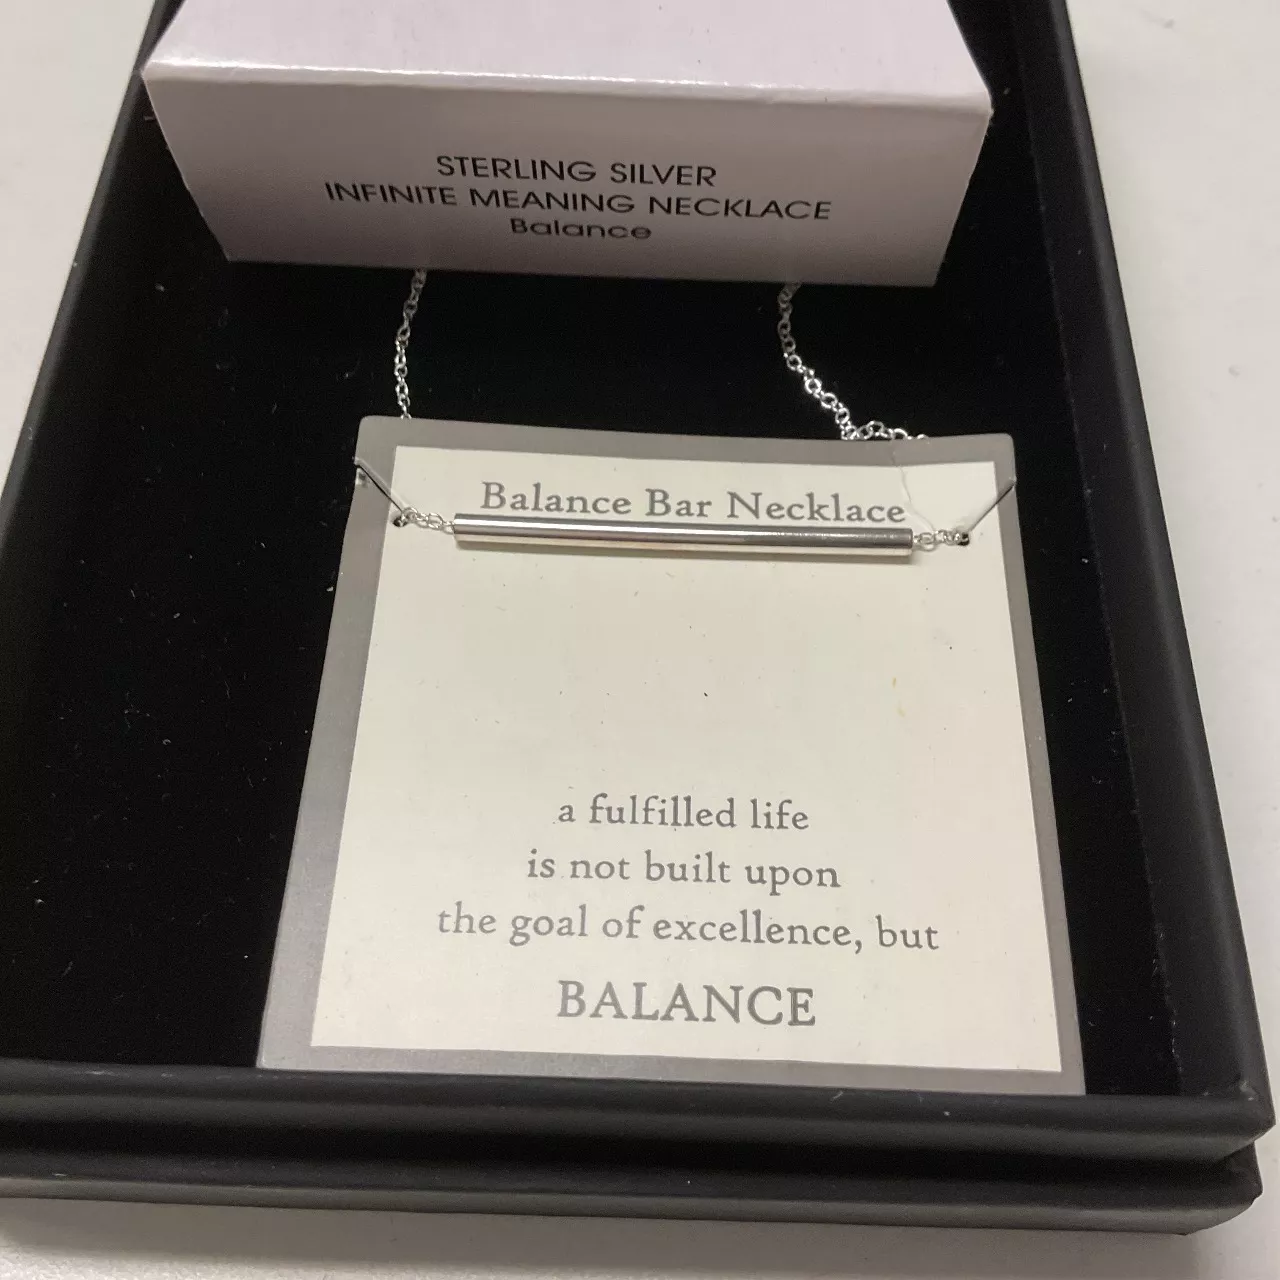 STERLING SILVER
INFINITE MEANING NECKLACE
Balance
Balance Bar Necklace
a fulfilled life
is not built upon
the goal of excellence, but
BALANCE